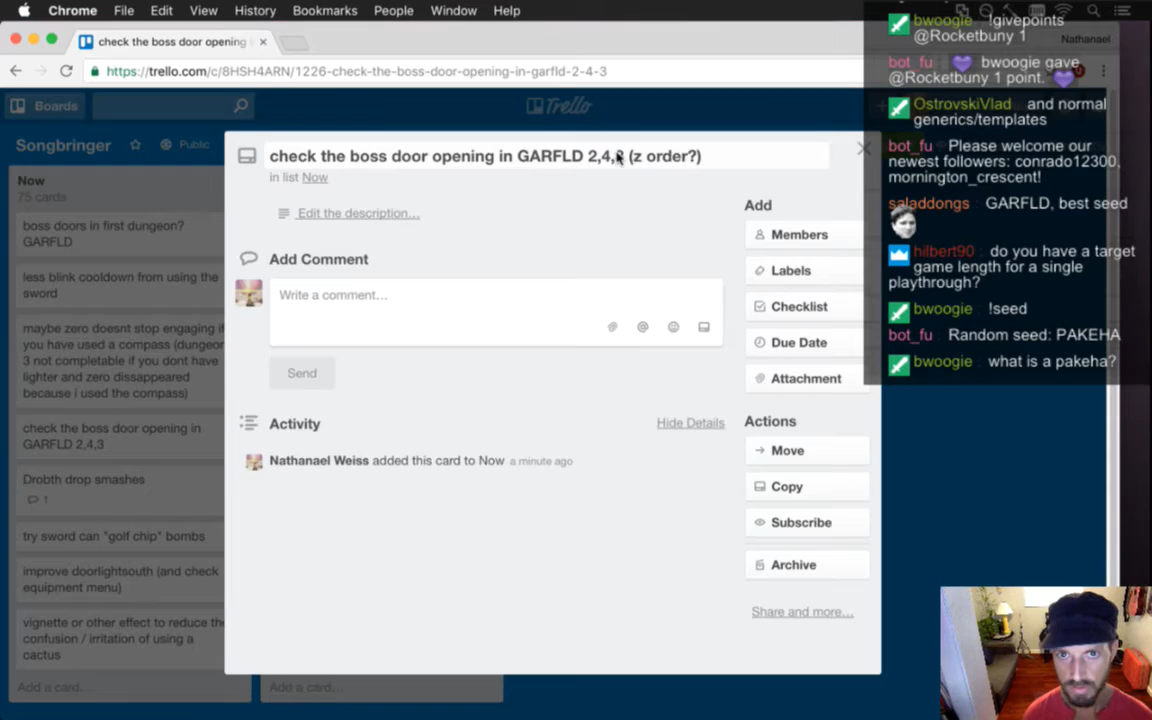 Chrome File Edit View History Bookmarks People Window Help
check the boss door opening
Nathanael
https://trello.com/c/8HSH4ARN/1226-check-the-boss-door-opening-in-garfld-2-4-3
Boards
Trello
Songbringer
Public
Now
75 cards
boss doors in first dungeon?
GARFLD
less blink cooldown from using the
sword
maybe zero doesnt stop engaging if
you have used a compass (dungeon
3 not completable if you dont have
lighter and zero dissappeared
because i used the compass)
check the boss door opening in
GARFLD 2,4,3
Drobth drop smashes
1
try sword can "golf chip" bombs
improve doorlightsouth (and check
equipment menu)
vignette or other effect to reduce the
confusion / irritation of using a
cactus
Add a card...
Add a card...
check the boss door opening in GARFLD 2,4,3 (z order?)
in list Now
Edit the description...
Add Comment
Write a comment...
Send
Activity
Hide Details
Nathanael Weiss added this card to Now a minute ago
Add
Members
Labels
Checklist
Due Date
Attachment
Actions
Move
Copy
Subscribe
Archive
Share and more...
bwoogie !givepoints
@Rocketbuny 1
bot_fu bwoogie gave
@Rocketbuny 1 point.
OstrovskiVlad and normal
generics/templates
bot_fu Please welcome our
newest followers: conrado12300,
mornington_crescent!
saladdongs GARFLD, best seed
hilbert90 do you have a target
game length for a single
playthrough?
bwoogie !seed
bot_fu Random seed: PAKEHA
bwoogie what is a pakeha?